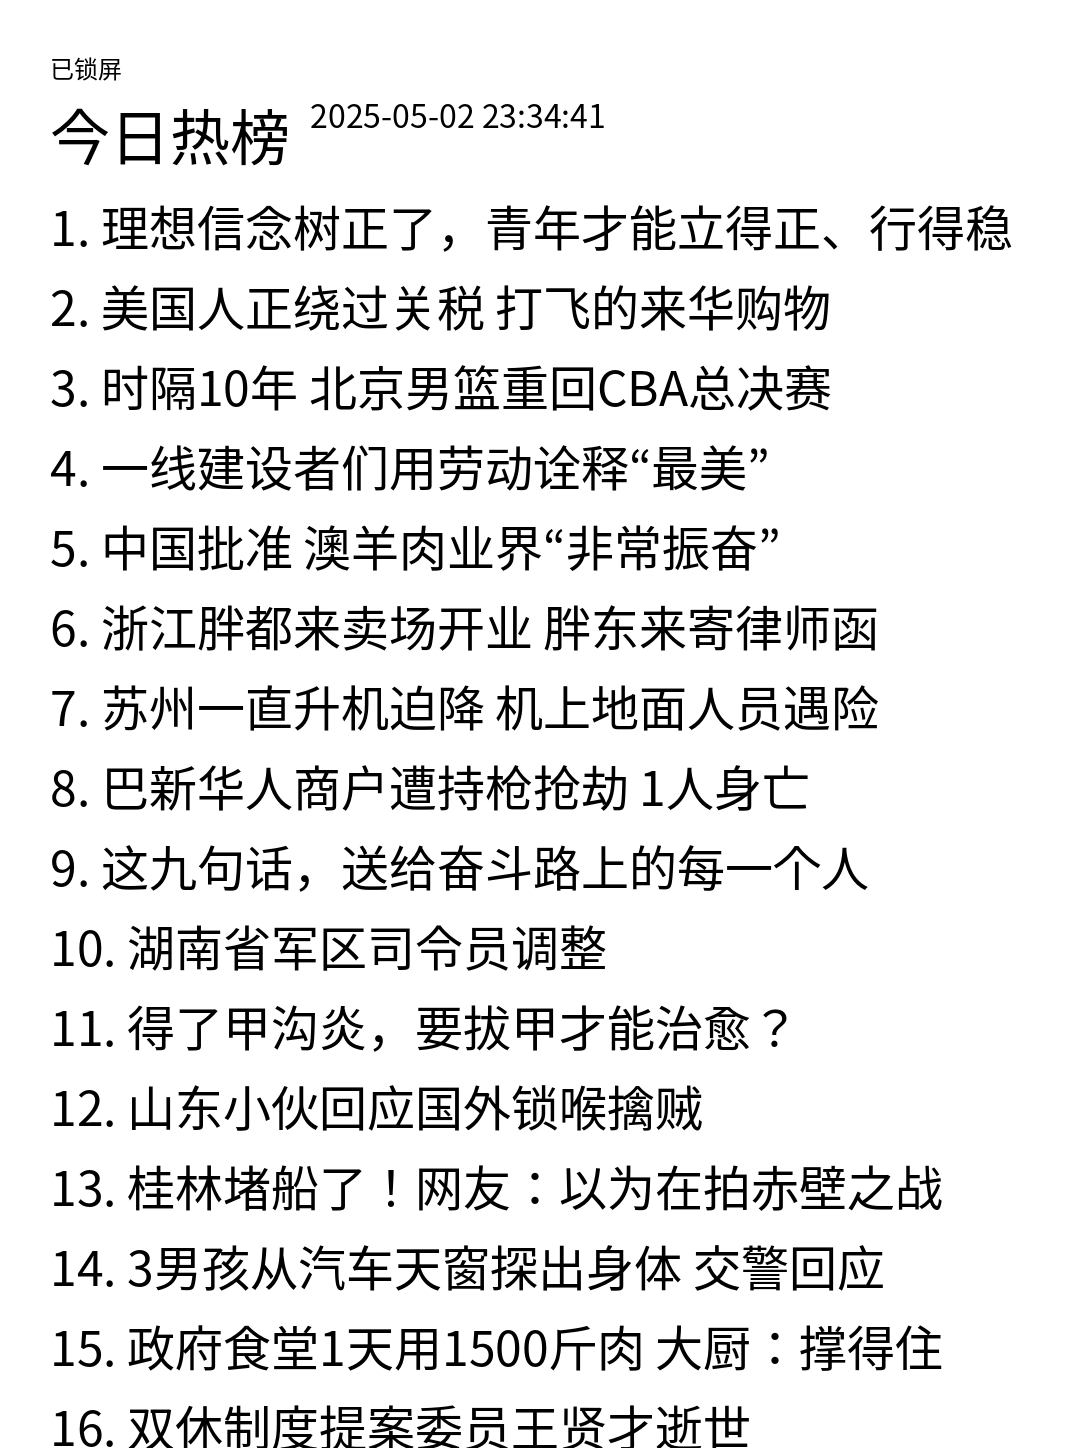 已锁屏
今日热榜 2025-05-02 23:34:41
1. 理想信念树正了，青年才能立得正、行得稳
2. 美国人正绕过关税 打飞的来华购物
3. 时隔10年 北京男篮重回CBA总决赛
4. 一线建设者们用劳动诠释“最美”
5. 中国批准 澳羊肉业界“非常振奋”
6. 浙江胖都来卖场开业 胖东来寄律师函
7. 苏州一直升机迫降 机上地面人员遇险
8. 巴新华人商户遭持枪抢劫 1人身亡
9. 这九句话，送给奋斗路上的每一个人
10. 湖南省军区司令员调整
11. 得了甲沟炎，要拔甲才能治愈？
12. 山东小伙回应国外锁喉擒贼
13. 桂林堵船了！网友：以为在拍赤壁之战
14. 3男孩从汽车天窗探出身体 交警回应
15. 政府食堂1天用1500斤肉 大厨：撑得住
16. 双休制度提案委员王贤才逝世